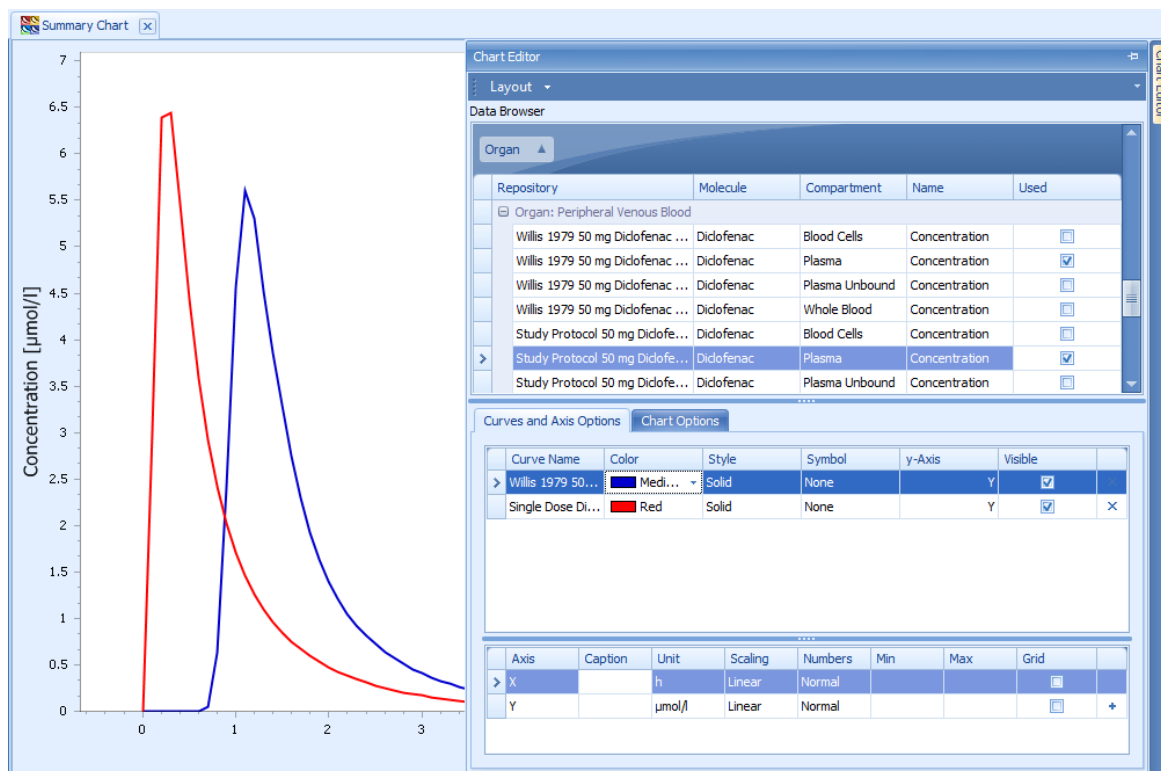 Summary Chart
Chart Editor
Layout
Data Browser
Organ
Repository Molecule Compartment Name Used
Organ: Peripheral Venous Blood
Willis 1979 50 mg Diclofenac ... Diclofenac Blood Cells Concentration
Willis 1979 50 mg Diclofenac ... Diclofenac Plasma Concentration
Willis 1979 50 mg Diclofenac ... Diclofenac Plasma Unbound Concentration
Willis 1979 50 mg Diclofenac ... Diclofenac Whole Blood Concentration
Study Protocol 50 mg Diclofe... Diclofenac Blood Cells Concentration
Study Protocol 50 mg Diclofe... Diclofenac Plasma Concentration
Study Protocol 50 mg Diclofe... Diclofenac Plasma Unbound Concentration
Curves and Axis Options Chart Options
Curve Name Color Style Symbol y-Axis Visible
Willis 1979 50... Medi... Solid None Y
Single Dose Di... Red Solid None Y
Axis Caption Unit Scaling Numbers Min Max Grid
X h Linear Normal
Y µmol/l Linear Normal
Chart Editor
Concentration [µmol/l]
7
6.5
6
5.5
5
4.5
4
3.5
3
2.5
2
1.5
1
0.5
0
0 1 2 3